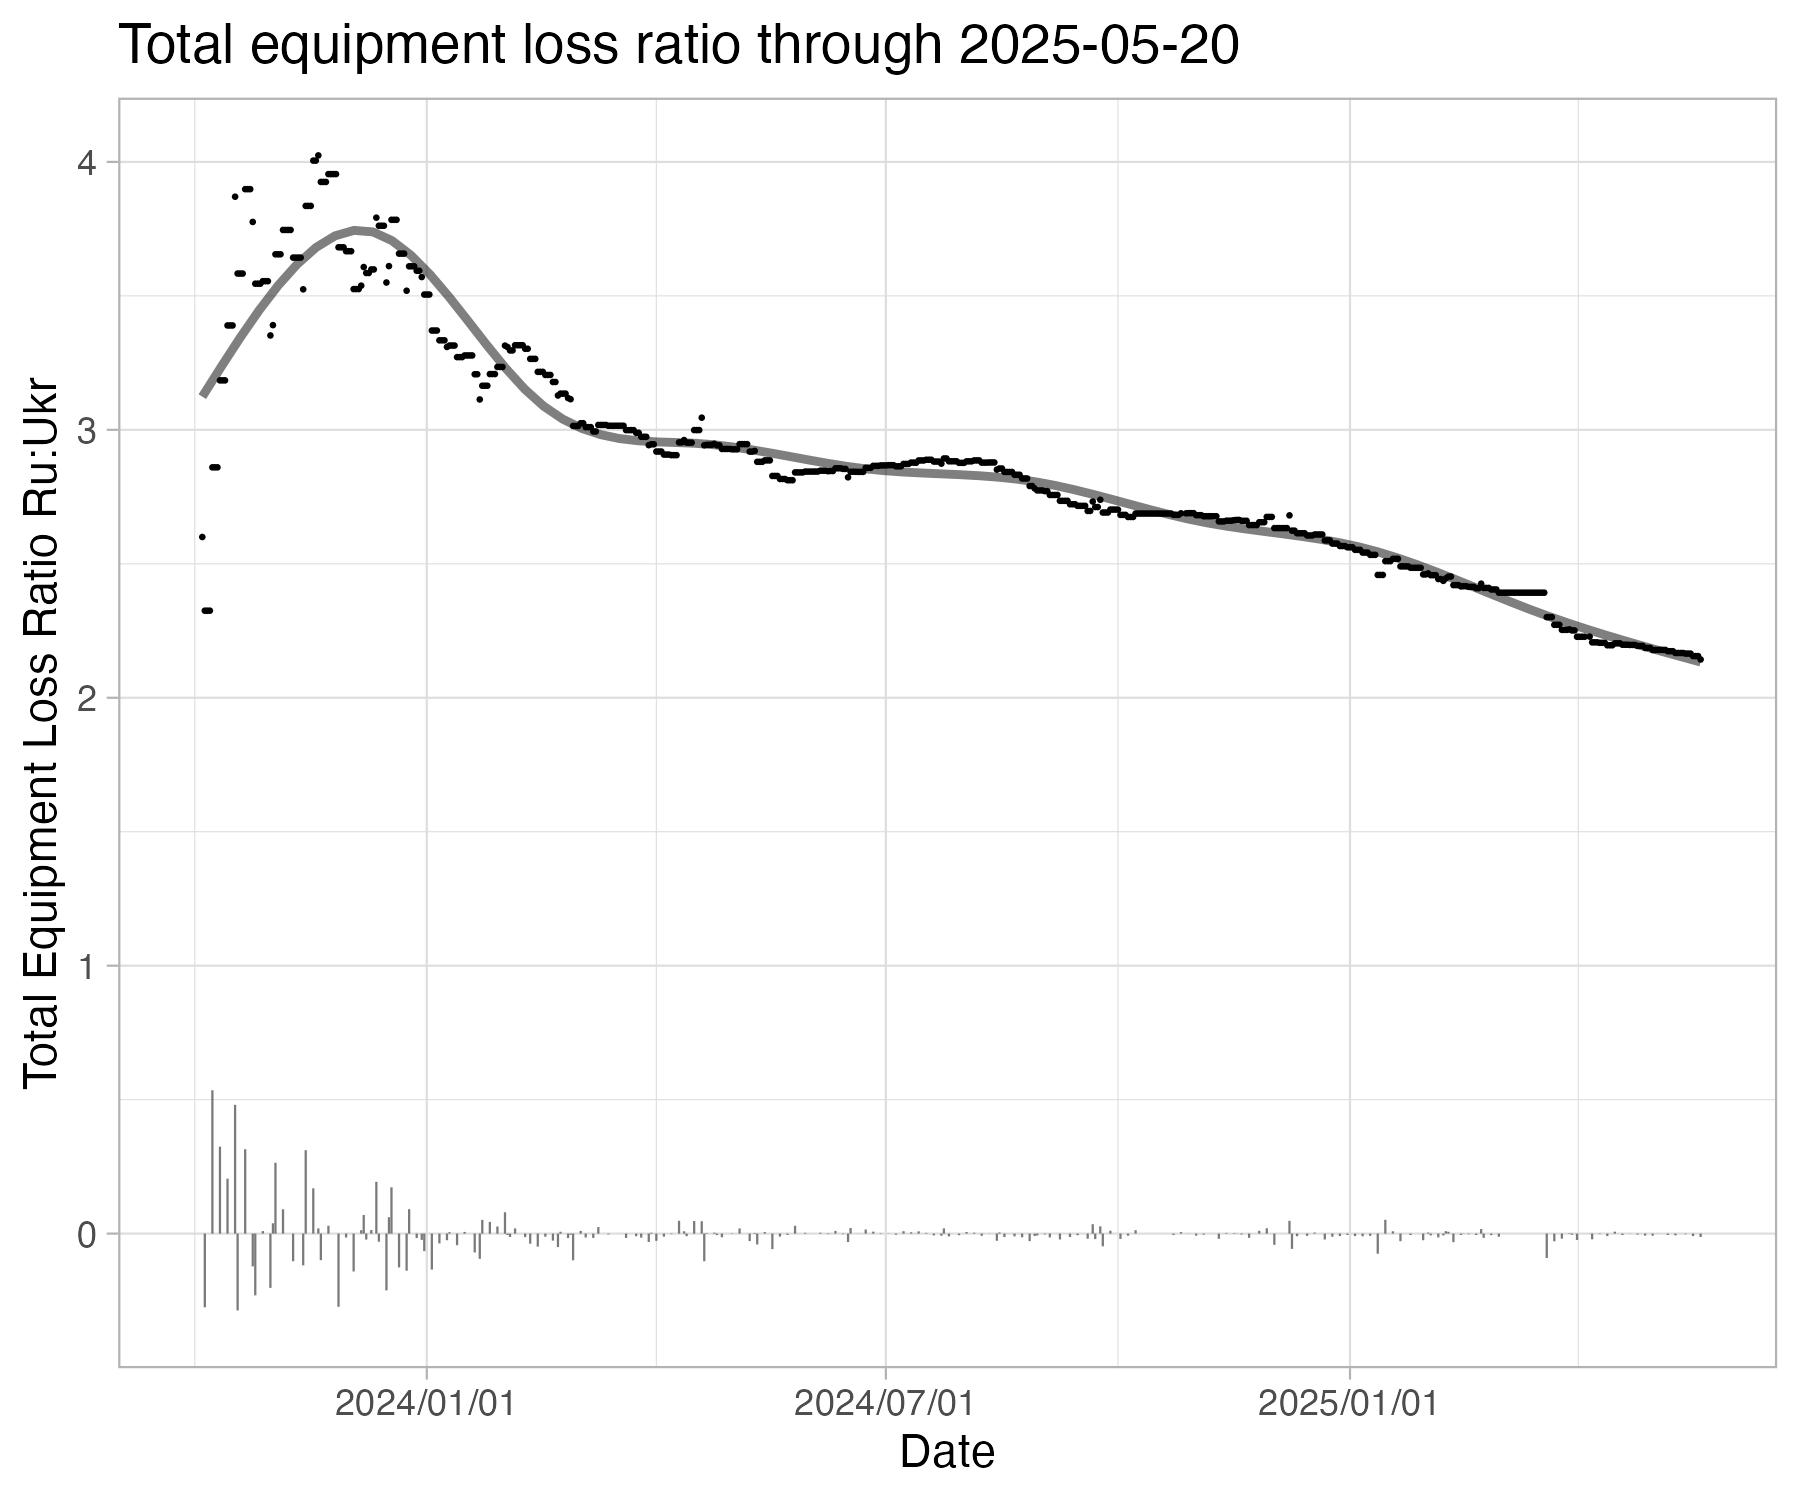 Total equipment loss ratio through 2025-05-20
Total Equipment Loss Ratio Ru:Ukr
4
3
2
1
0
2024/01/01
2024/07/01
2025/01/01
Date